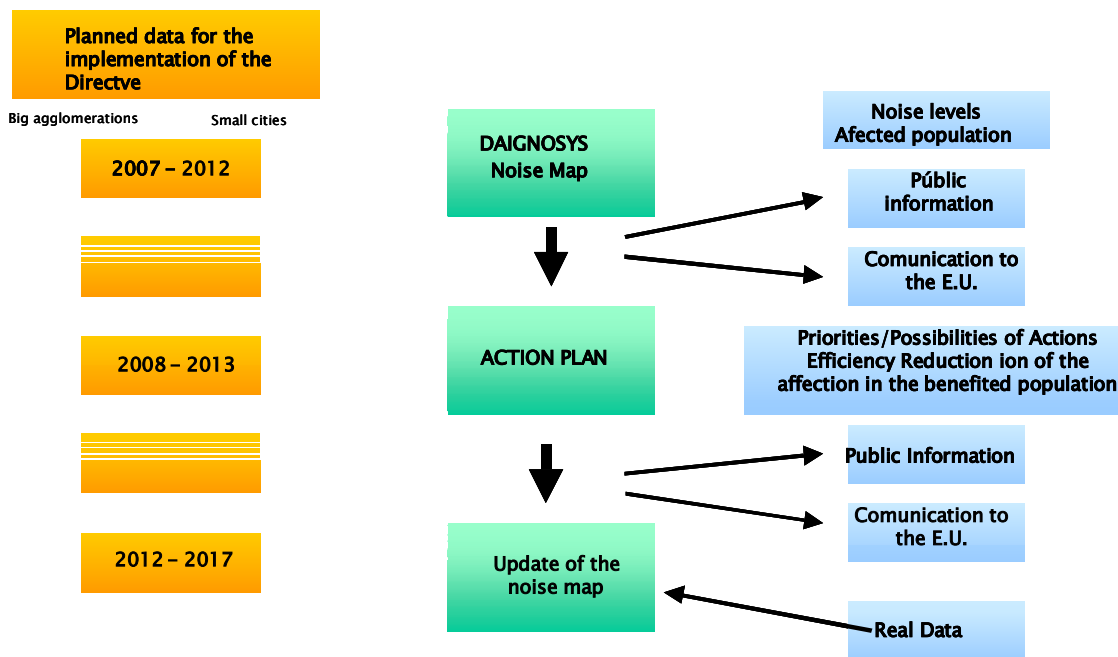 Planned data for the
implementation of the
Directve
Big agglomerations
Small cities
2007 – 2012
2008 – 2013
2012 – 2017
DAIGNOSYS
Noise Map
ACTION PLAN
Update of the
noise map
Noise levels
Afected population
Públic
information
Comunication to
the E.U.
Priorities/Possibilities of Actions
Efficiency Reduction ion of the
affection in the benefited population
Public Information
Comunication to
the E.U.
Real Data